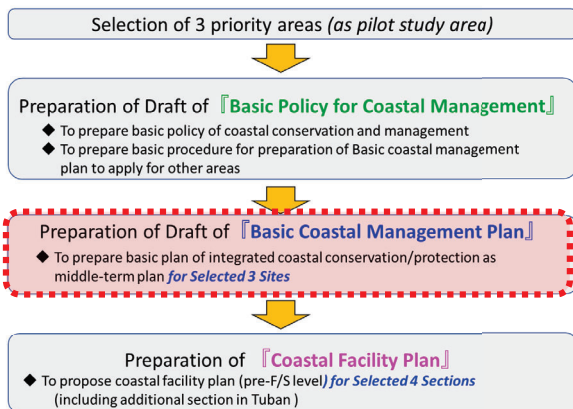 Selection of 3 priority areas (as pilot study area)
Preparation of Draft of『Basic Policy for Coastal Management』
◆ To prepare basic policy of coastal conservation and management
◆ To prepare basic procedure for preparation of Basic coastal management
plan to apply for other areas
Preparation of Draft of『Basic Coastal Management Plan』
◆ To prepare basic plan of integrated coastal conservation/protection as
middle-term plan for Selected 3 Sites
Preparation of 『Coastal Facility Plan』
◆ To propose coastal facility plan (pre-F/S level) for Selected 4 Sections
(including additional section in Tuban )